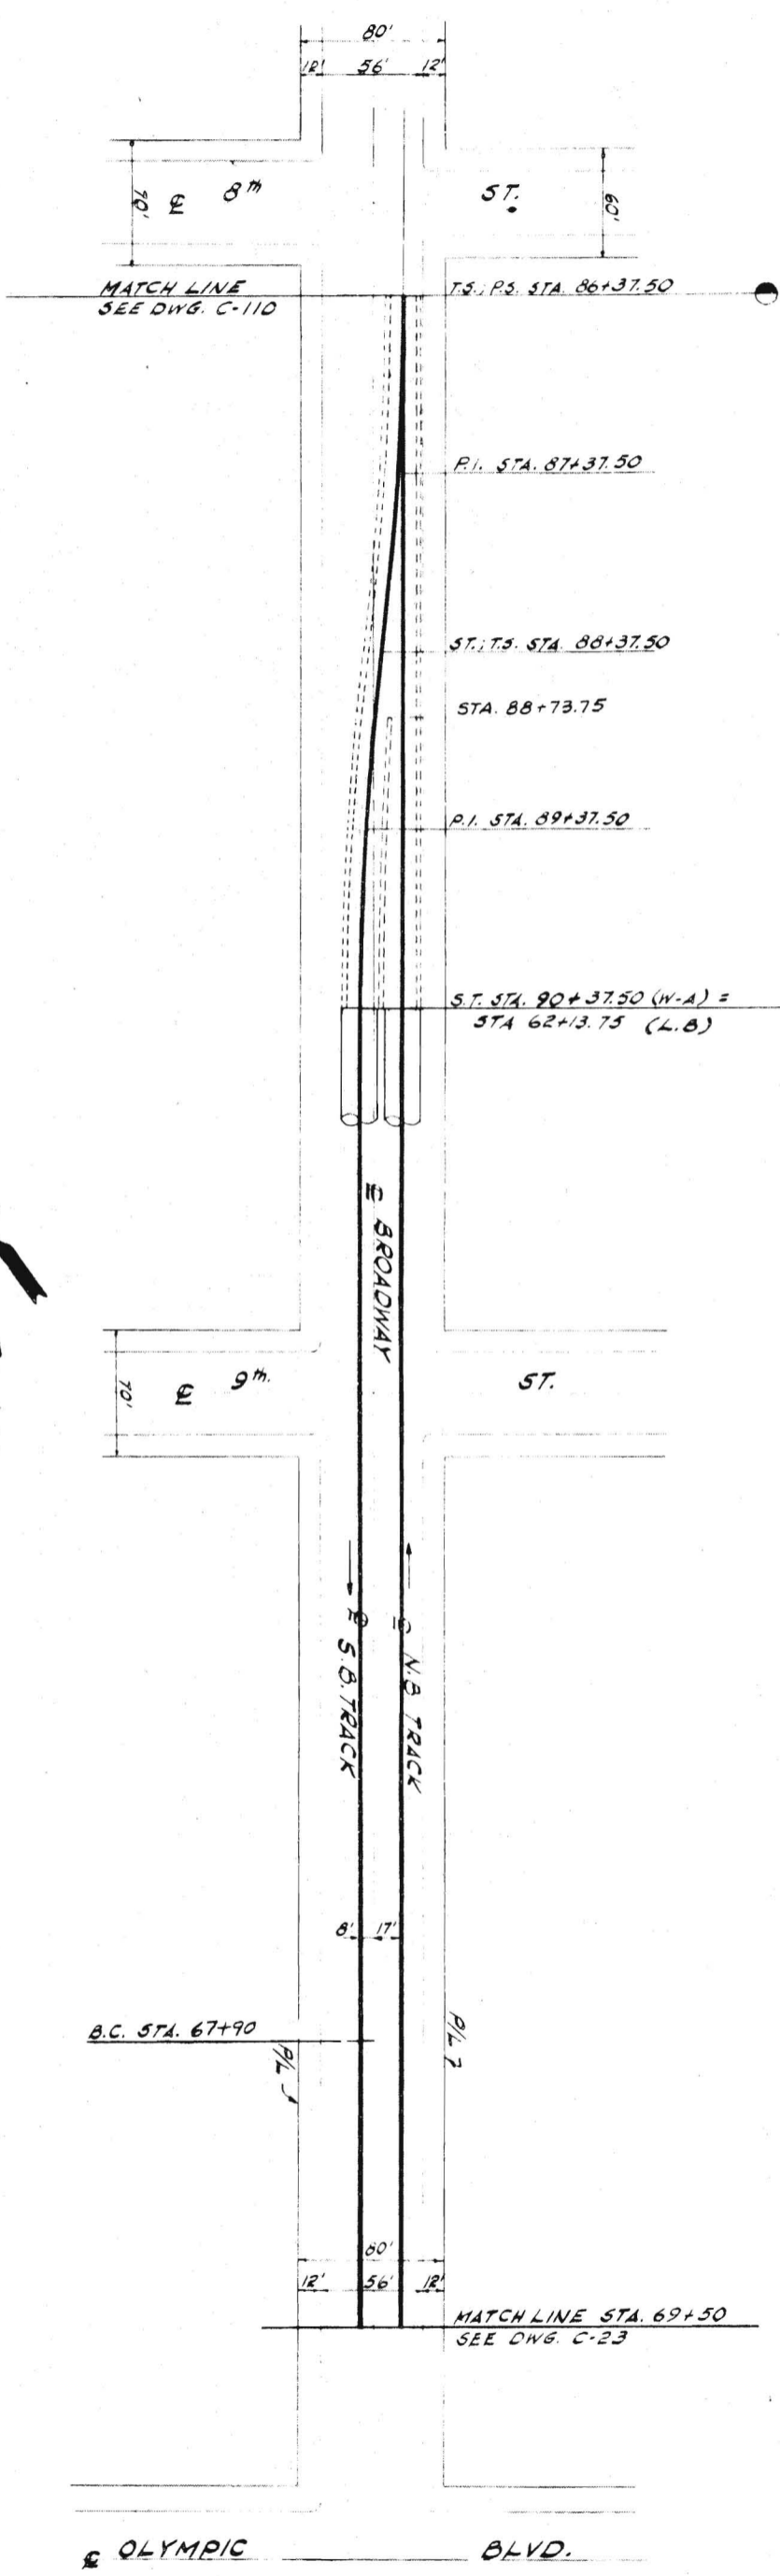 80'
12' 56' 12'
℄ 8th ST.
70'
60'
MATCH LINE
SEE DWG. C-110
T.S.; P.S. STA. 86+37.50
P.I. STA. 87+37.50
S.T.; T.S. STA. 88+37.50
STA. 88+73.75
P.I. STA. 89+37.50
S.T. STA. 90+37.50 (W-A) =
STA 62+13.75 (L.B)
℄ BROADWAY
℄ 9th. ST.
70'
℄ S.B. TRACK
℄ N.B TRACK
8' 17'
B.C. STA. 67+90
P/L
P/L
80'
12' 56' 12'
MATCH LINE STA. 69+50
SEE DWG. C-23
℄ OLYMPIC BLVD.